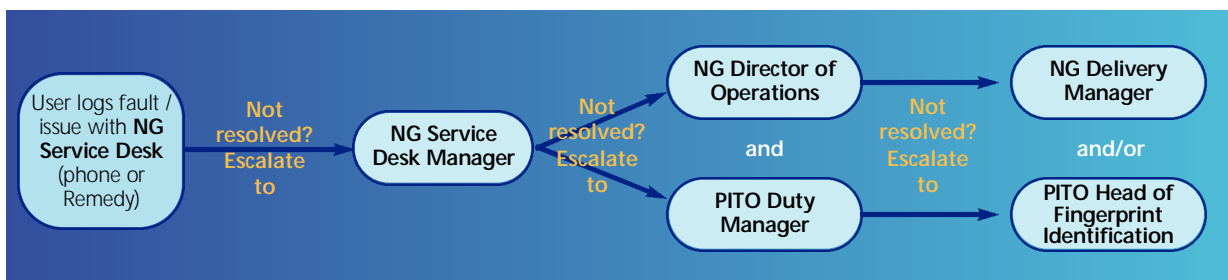 User logs fault /
issue with NG
Service Desk
(phone or
Remedy)
Not
resolved?
Escalate
to
NG Service
Desk Manager
Not
resolved?
Escalate
to
NG Director of
Operations
and
PITO Duty
Manager
Not
resolved?
Escalate
to
NG Delivery
Manager
and/or
PITO Head of
Fingerprint
Identification